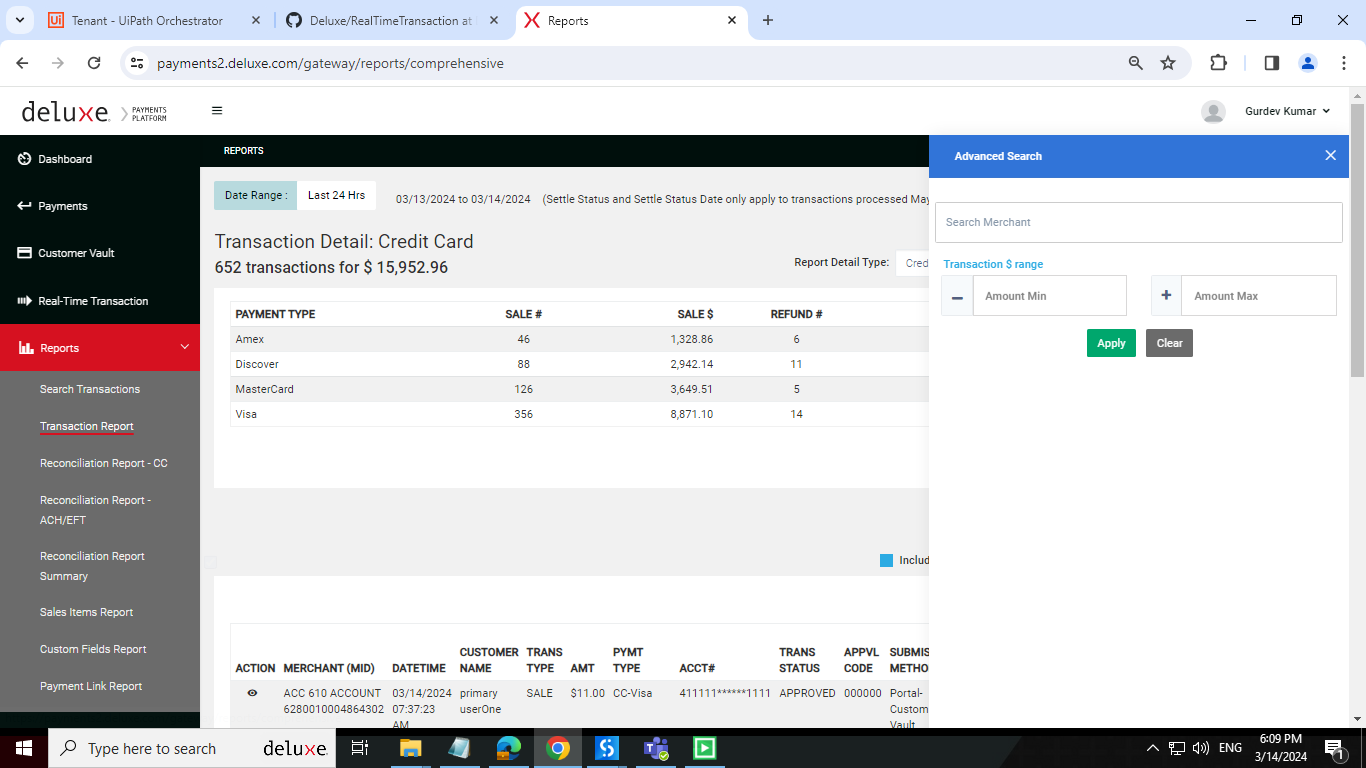 Tenant - UiPath Orchestrator
Deluxe/RealTimeTransaction at
Reports
payments2.deluxe.com/gateway/reports/comprehensive
deluxe. PAYMENTS PLATFORM
Gurdev Kumar
Dashboard
Payments
Customer Vault
Real-Time Transaction
Reports
Search Transactions
Transaction Report
Reconciliation Report - CC
Reconciliation Report -
ACH/EFT
Reconciliation Report
Summary
Sales Items Report
Custom Fields Report
Payment Link Report
REPORTS
Date Range : Last 24 Hrs 03/13/2024 to 03/14/2024 (Settle Status and Settle Status Date only apply to transactions processed May
Transaction Detail: Credit Card
652 transactions for $ 15,952.96
Report Detail Type: Cred
PAYMENT TYPE SALE # SALE $ REFUND #
Amex 46 1,328.86 6
Discover 88 2,942.14 11
MasterCard 126 3,649.51 5
Visa 356 8,871.10 14
Includ
ACTION MERCHANT (MID) DATETIME CUSTOMER NAME TRANS TYPE AMT PYMT TYPE ACCT# TRANS STATUS APPVL CODE SUBMIS METHO
ACC 610 ACCOUNT 03/14/2024 primary SALE $11.00 CC-Visa 411111******1111 APPROVED 000000 Portal-
6280010004864302 07:37:23 userOne Custom
AM Vault
Advanced Search
Search Merchant
Transaction $ range
Amount Min
Amount Max
Apply Clear
Type here to search deluxe.
ENG
6:09 PM
3/14/2024
1